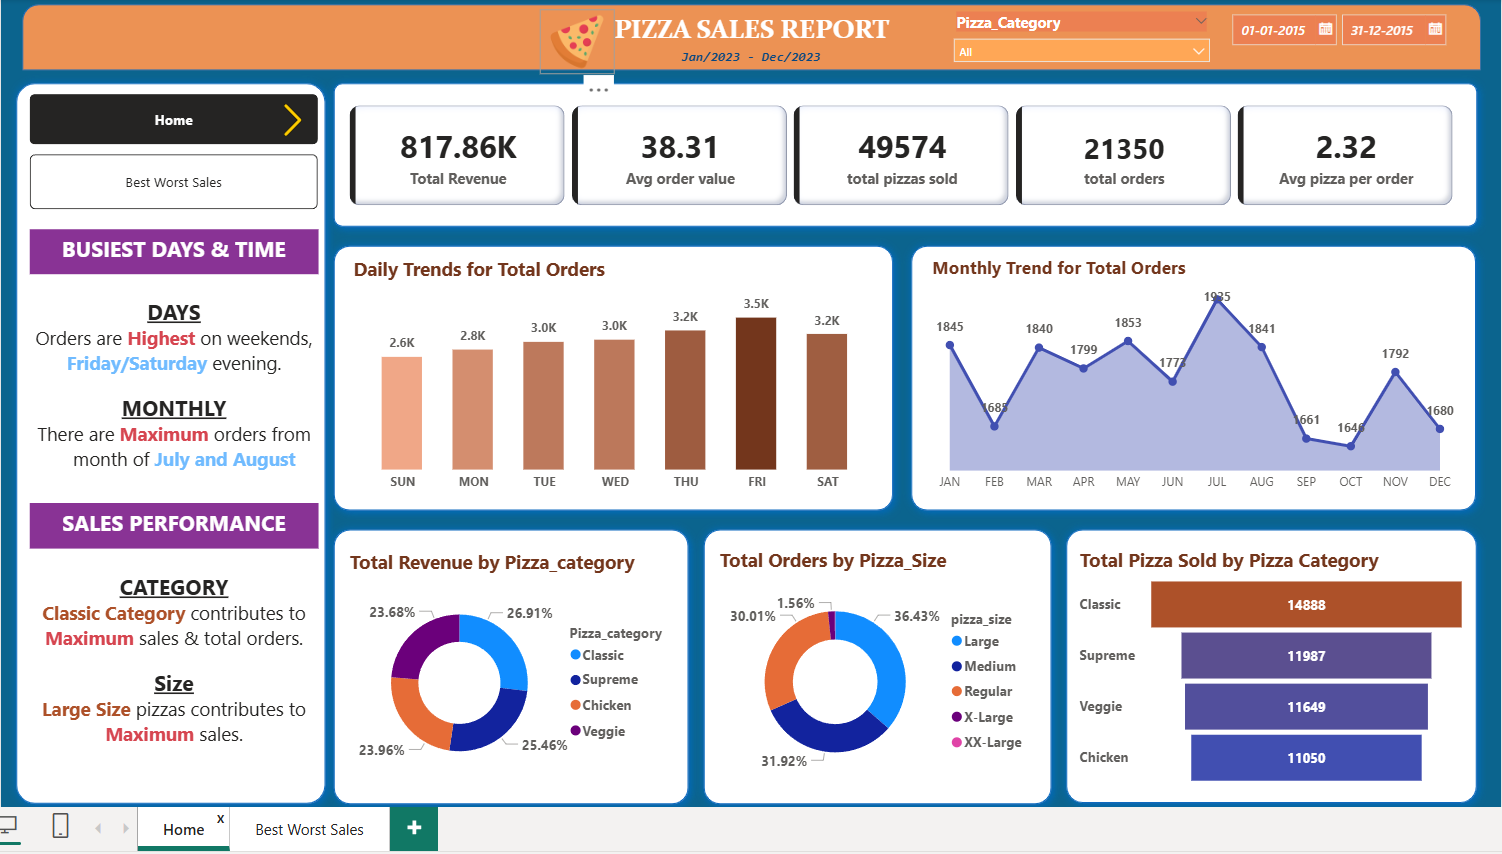 PIZZA SALES REPORT
Jan/2023 - Dec/2023
Pizza_Category
All
01-01-2015
31-12-2015
Home
Best Worst Sales
BUSIEST DAYS & TIME
DAYS
Orders are Highest on weekends,
Friday/Saturday evening.
MONTHLY
There are Maximum orders from
month of July and August
SALES PERFORMANCE
CATEGORY
Classic Category contributes to
Maximum sales & total orders.
Size
Large Size pizzas contributes to
Maximum sales.
817.86K
Total Revenue
38.31
Avg order value
49574
total pizzas sold
21350
total orders
2.32
Avg pizza per order
Daily Trends for Total Orders
2.6K
2.8K
3.0K
3.0K
3.2K
3.5K
3.2K
SUN MON TUE WED THU FRI SAT
Monthly Trend for Total Orders
1845
1685
1840
1799
1853
1773
1935
1841
1661
1646
1792
1680
JAN FEB MAR APR MAY JUN JUL AUG SEP OCT NOV DEC
Total Revenue by Pizza_category
23.68%
26.91%
23.96%
25.46%
Pizza_category
Classic
Supreme
Chicken
Veggie
Total Orders by Pizza_Size
1.56%
30.01%
36.43%
31.92%
pizza_size
Large
Medium
Regular
X-Large
XX-Large
Total Pizza Sold by Pizza Category
Classic 14888
Supreme 11987
Veggie 11649
Chicken 11050
Home x
Best Worst Sales
+